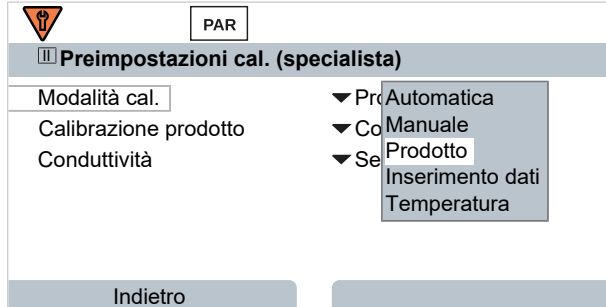 PAR
II Preimpostazioni cal. (specialista)
Modalità cal.
Pro
Automatica
Manuale
Prodotto
Inserimento dati
Temperatura
Calibrazione prodotto
Co
Conduttività
Se
Indietro